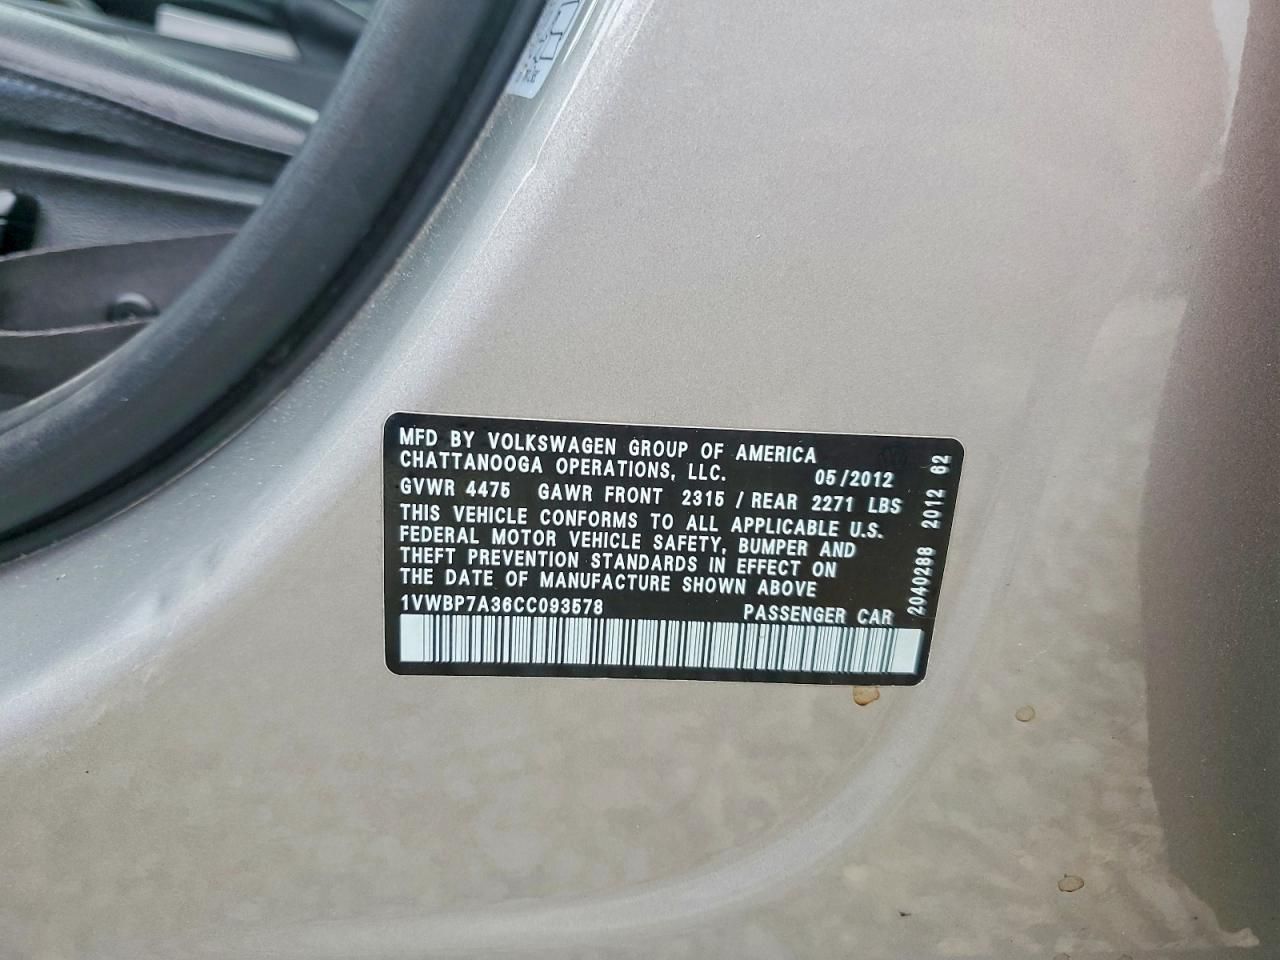 MFD BY VOLKSWAGEN GROUP OF AMERICA
CHATTANOOGA OPERATIONS, LLC. 05/2012
GVWR 4475 GAWR FRONT 2315 / REAR 2271 LBS
THIS VEHICLE CONFORMS TO ALL APPLICABLE U.S.
FEDERAL MOTOR VEHICLE SAFETY, BUMPER AND
THEFT PREVENTION STANDARDS IN EFFECT ON
THE DATE OF MANUFACTURE SHOWN ABOVE
1VWBP7A36CC093578 PASSENGER CAR
2040288 2012 62